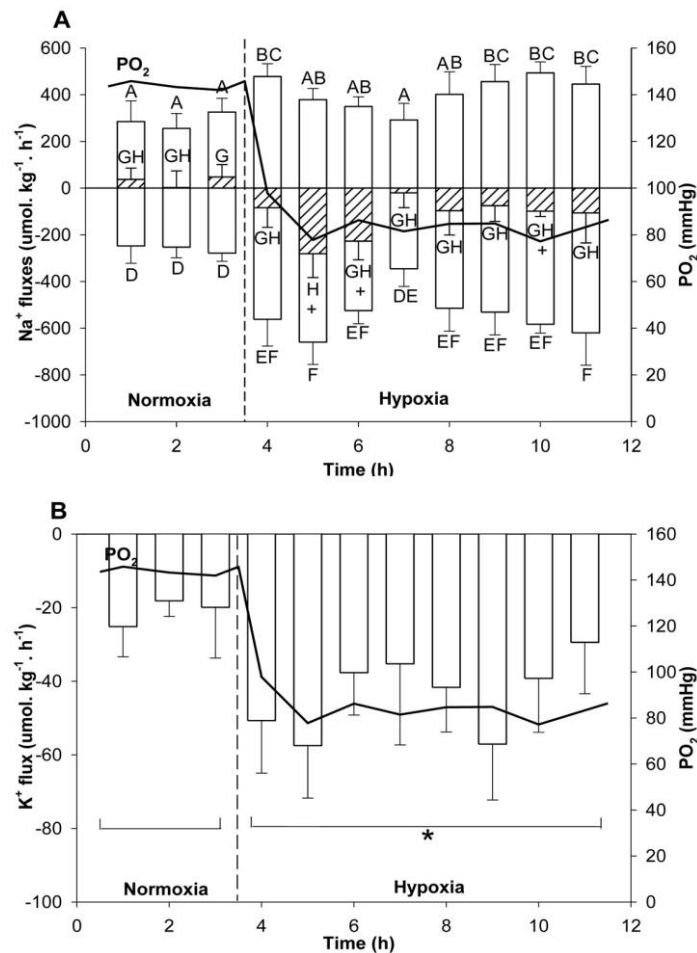 A
600 BC AB AB A AB BC BC BC 160
PO2
400 A A A 140
200 GH GH G 120
0 100
-200 GH GH GH GH GH GH GH GH 80
D D D H + + DE +
-400 60
-600 EF F EF EF EF EF F 40
-800 20
Normoxia Hypoxia
-1000 0
0 2 4 6 8 10 12
Time (h)
Na+ fluxes (umol. kg-1. h-1)
PO2 (mmHg)
B
0 160
PO2
140
-20 120
-40 100
80
-60 60
-80 * 40
20
Normoxia Hypoxia
-100 0
0 2 4 6 8 10 12
Time (h)
K+ flux (umol. kg-1. h-1)
PO2 (mmHg)